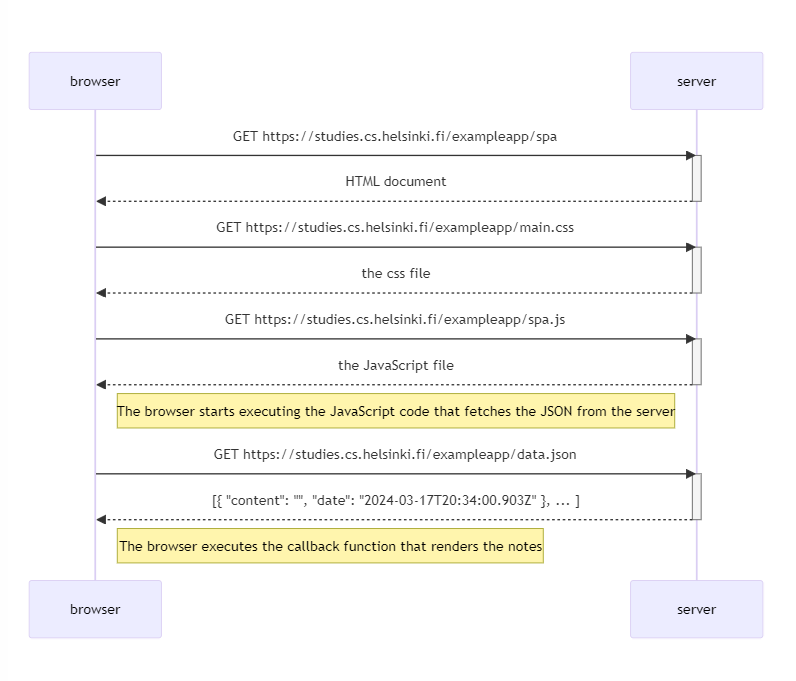 browser
server
GET https://studies.cs.helsinki.fi/exampleapp/spa
HTML document
GET https://studies.cs.helsinki.fi/exampleapp/main.css
the css file
GET https://studies.cs.helsinki.fi/exampleapp/spa.js
the JavaScript file
The browser starts executing the JavaScript code that fetches the JSON from the server
GET https://studies.cs.helsinki.fi/exampleapp/data.json
[{ "content": "", "date": "2024-03-17T20:34:00.903Z" }, ... ]
The browser executes the callback function that renders the notes
browser
server